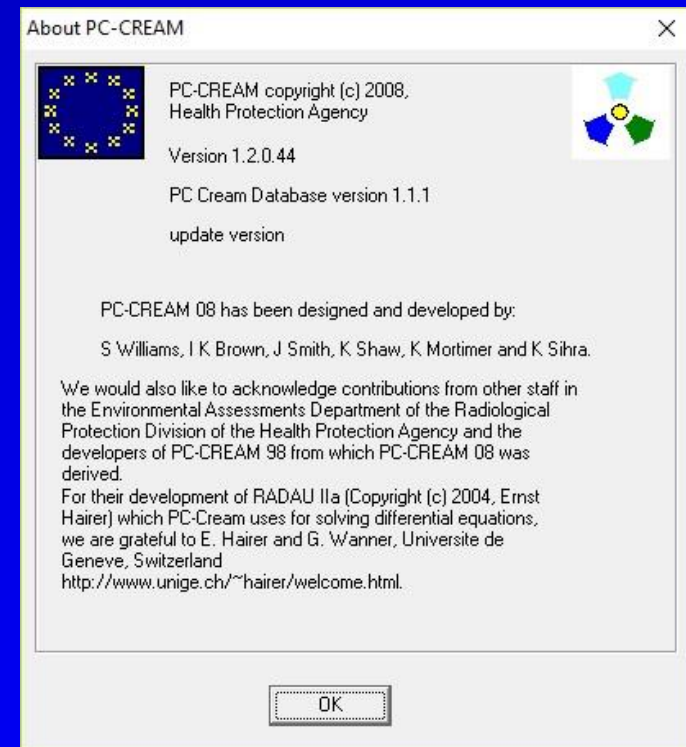 About PC-CREAM
PC-CREAM copyright (c) 2008,
Health Protection Agency
Version 1.2.0.44
PC Cream Database version 1.1.1
update version
PC-CREAM 08 has been designed and developed by:
S Williams, I K Brown, J Smith, K Shaw, K Mortimer and K Sihra.
We would also like to acknowledge contributions from other staff in
the Environmental Assessments Department of the Radiological
Protection Division of the Health Protection Agency and the
developers of PC-CREAM 98 from which PC-CREAM 08 was
derived.
For their development of RADAU IIa (Copyright (c) 2004, Ernst
Hairer) which PC-Cream uses for solving differential equations,
we are grateful to E. Hairer and G. Wanner, Universite de
Geneve, Switzerland
http://www.unige.ch/~hairer/welcome.html.
OK